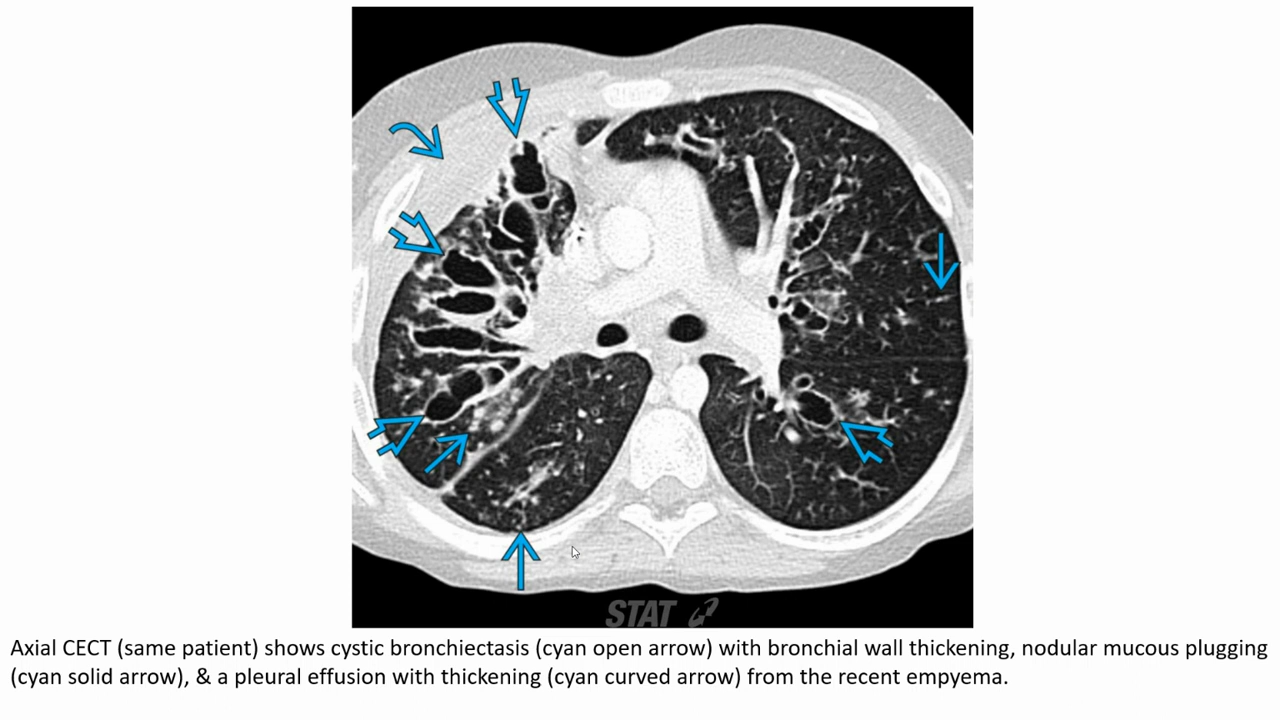 STAT
Axial CECT (same patient) shows cystic bronchiectasis (cyan open arrow) with bronchial wall thickening, nodular mucous plugging
(cyan solid arrow), & a pleural effusion with thickening (cyan curved arrow) from the recent empyema.